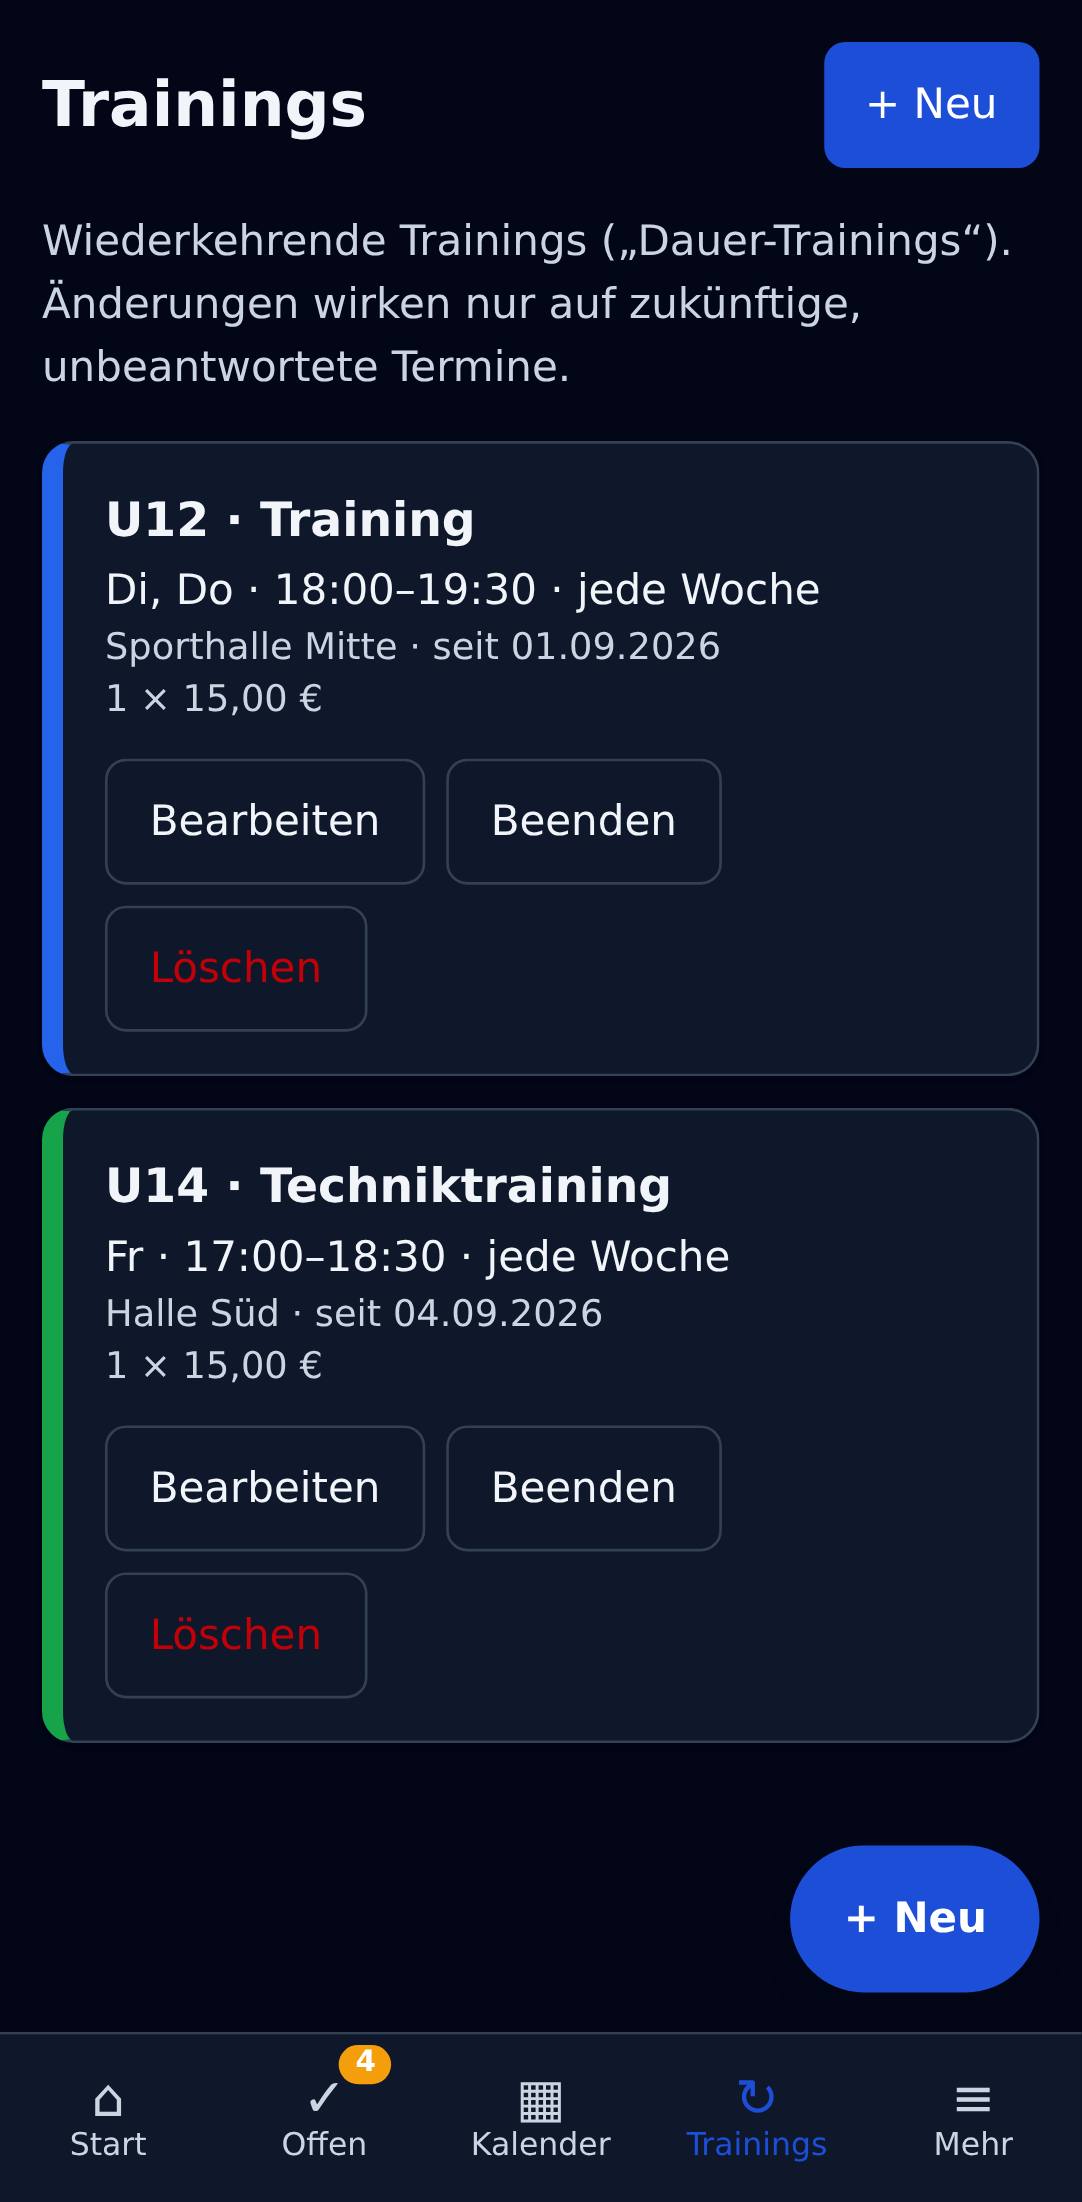 Trainings
+ Neu
Wiederkehrende Trainings („Dauer-Trainings“).
Änderungen wirken nur auf zukünftige,
unbeantwortete Termine.
U12 · Training
Di, Do · 18:00–19:30 · jede Woche
Sporthalle Mitte · seit 01.09.2026
1 × 15,00 €
Bearbeiten
Beenden
Löschen
U14 · Techniktraining
Fr · 17:00–18:30 · jede Woche
Halle Süd · seit 04.09.2026
1 × 15,00 €
Bearbeiten
Beenden
Löschen
+ Neu
4
Start
Offen
Kalender
Trainings
Mehr